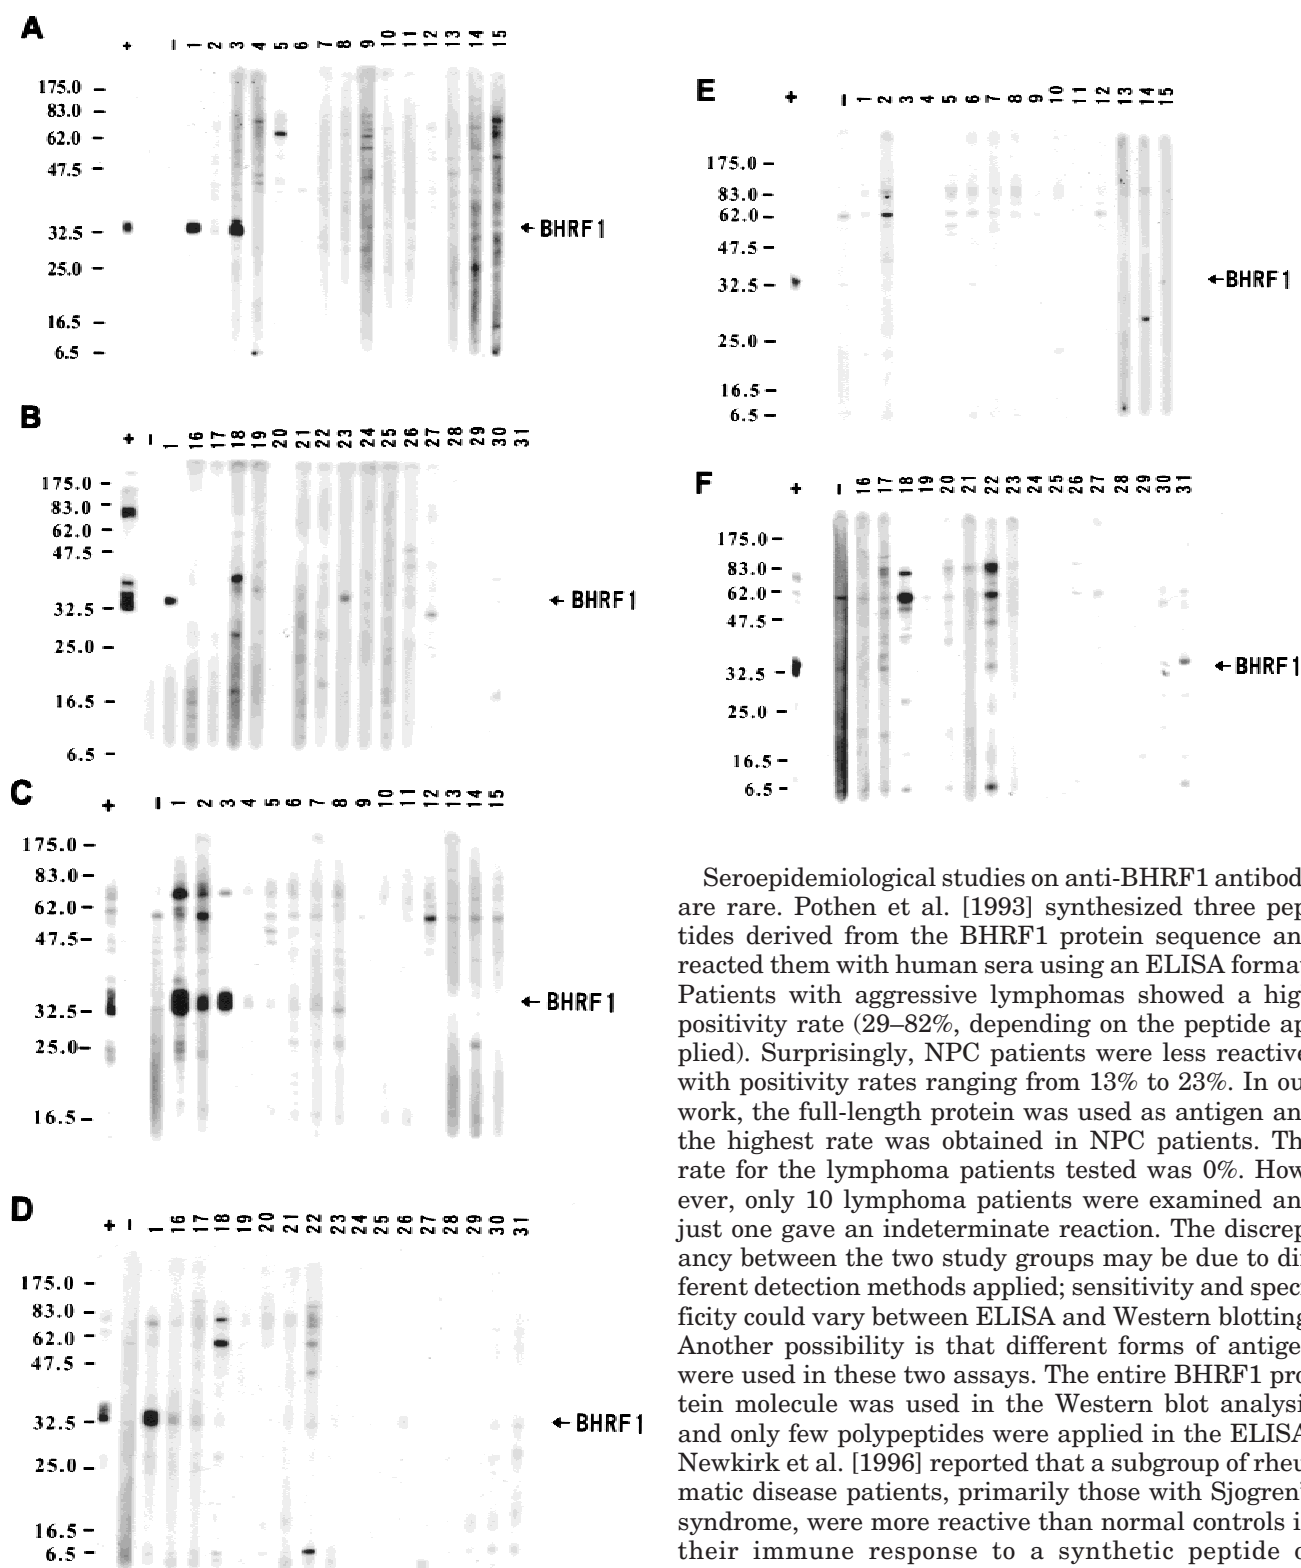 A
+ – 1 2 3 4 5 6 7 8 9 10 11 12 13 14 15
175.0
83.0
62.0
47.5
32.5
25.0
16.5
6.5
←BHRF1
B
+ – 1 16 17 18 19 20 21 22 23 24 25 26 27 28 29 30 31
175.0
83.0
62.0
47.5
32.5
25.0
16.5
6.5
←BHRF1
C
+ – 1 2 3 4 5 6 7 8 9 10 11 12 13 14 15
175.0
83.0
62.0
47.5
32.5
25.0
16.5
←BHRF1
D
+ – 1 16 17 18 19 20 21 22 23 24 25 26 27 28 29 30 31
175.0
83.0
62.0
47.5
32.5
25.0
16.5
6.5
←BHRF1
E
+ – 1 2 3 4 5 6 7 8 9 10 11 12 13 14 15
175.0
83.0
62.0
47.5
32.5
25.0
16.5
6.5
←BHRF1
F
+ – 16 17 18 19 20 21 22 23 24 25 26 27 28 29 30 31
175.0
83.0
62.0
47.5
32.5
25.0
16.5
6.5
←BHRF1
Seroepidemiological studies on anti-BHRF1 antibod
are rare. Pothen et al. [1993] synthesized three pep
tides derived from the BHRF1 protein sequence an
reacted them with human sera using an ELISA format
Patients with aggressive lymphomas showed a hig
positivity rate (29–82%, depending on the peptide ap
plied). Surprisingly, NPC patients were less reactive
with positivity rates ranging from 13% to 23%. In ou
work, the full-length protein was used as antigen an
the highest rate was obtained in NPC patients. Th
rate for the lymphoma patients tested was 0%. How
ever, only 10 lymphoma patients were examined an
just one gave an indeterminate reaction. The discrep
ancy between the two study groups may be due to di
ferent detection methods applied; sensitivity and spec
ficity could vary between ELISA and Western blotting
Another possibility is that different forms of antige
were used in these two assays. The entire BHRF1 pro
tein molecule was used in the Western blot analysi
and only few polypeptides were applied in the ELISA
Newkirk et al. [1996] reported that a subgroup of rheu
matic disease patients, primarily those with Sjogren'
syndrome, were more reactive than normal controls i
their immune response to a synthetic peptide o